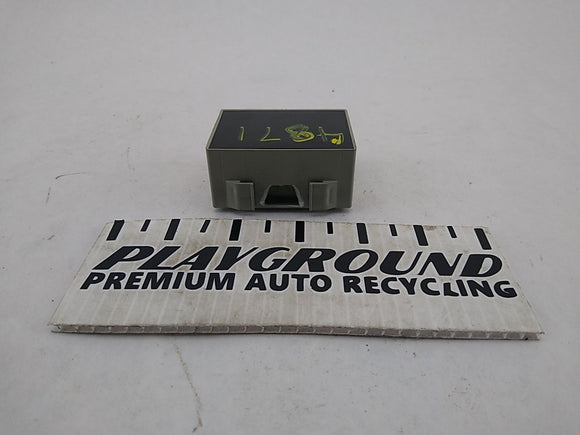 PLAYGROUND
PREMIUM AUTO RECYCLING